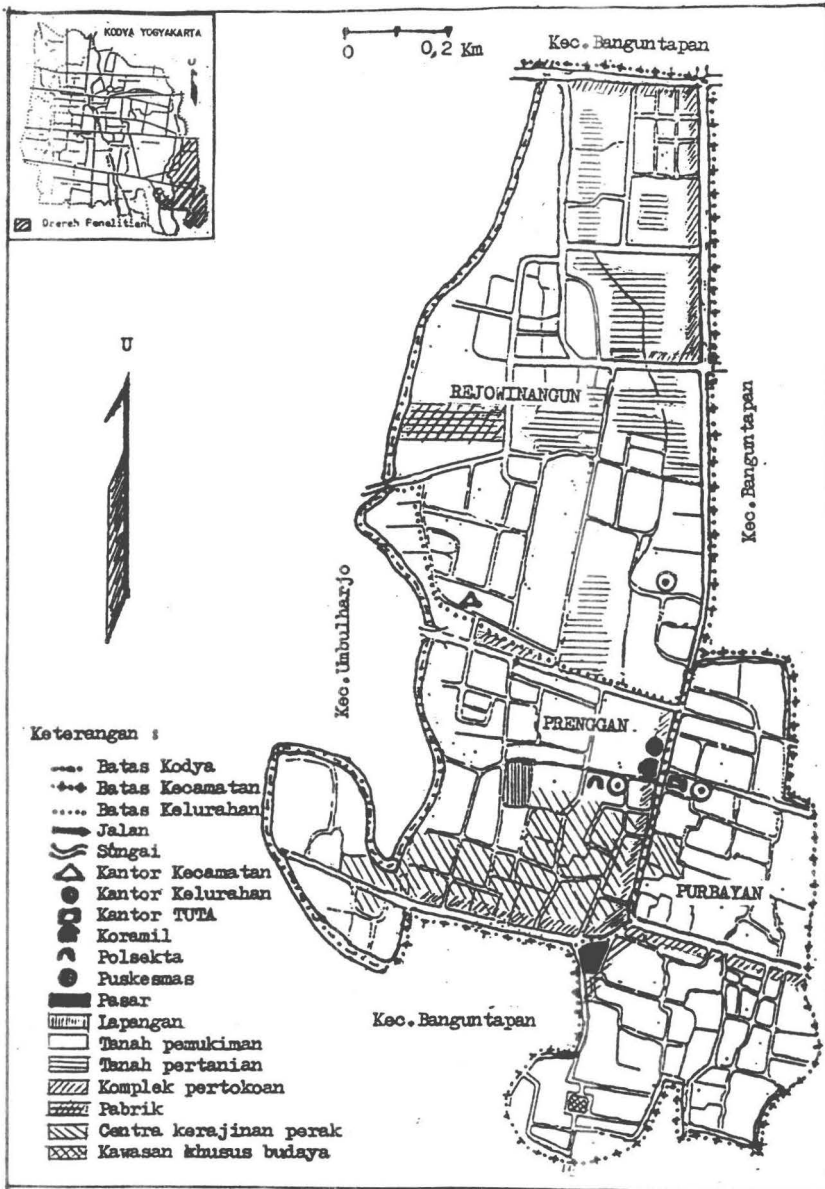 KODYA YOGYAKARTA
U
Daerah Penelitian
0 0,2 Km
Kec.Banguntapan
U
REJOWINANGUN
Kec.Banguntapan
Kec.Umbulharjo
PRENGGAN
PURBAYAN
Kec.Banguntapan
Keterangan :
Batas Kodya
Batas Kecamatan
Batas Kelurahan
Jalan
Sungai
Kantor Kecamatan
Kantor Kelurahan
Kantor TUTA
Koramil
Polsekta
Puskesmas
Pasar
Lapangan
Tanah pemukiman
Tanah pertanian
Komplek pertokoan
Pabrik
Centra kerajinan perak
Kawasan khusus budaya